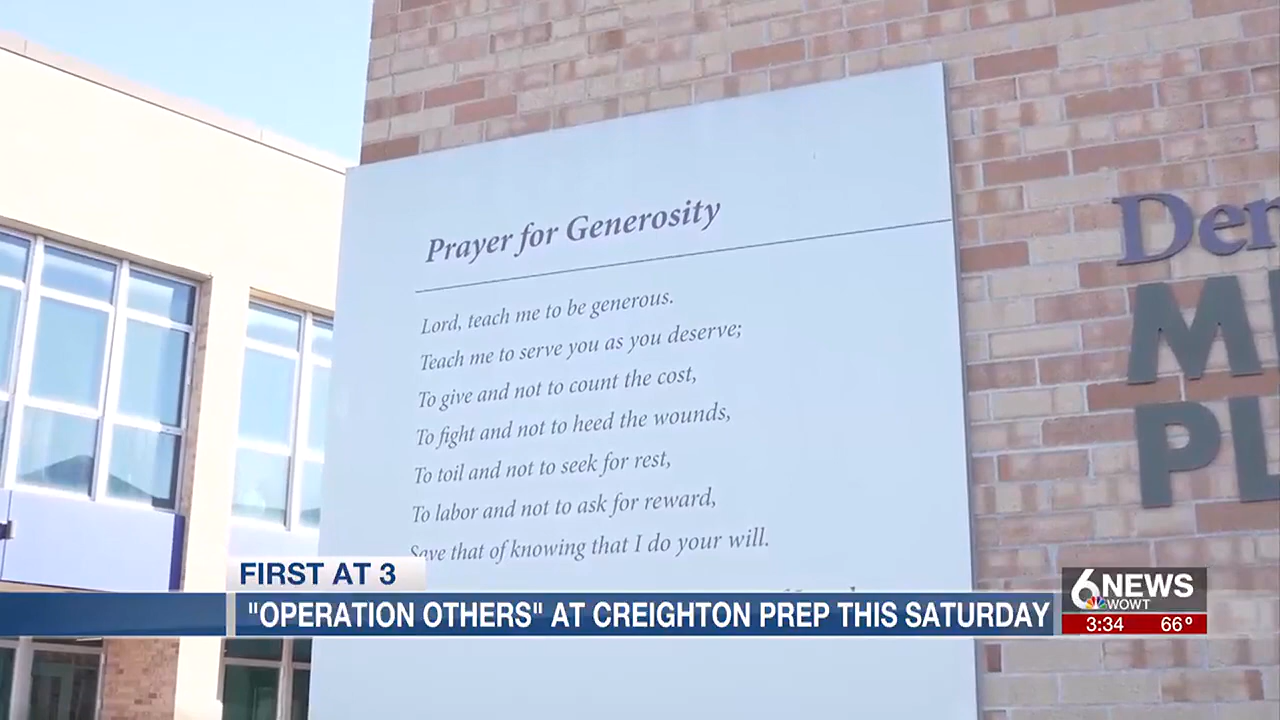 Prayer for Generosity
Lord, teach me to be generous.
Teach me to serve you as you deserve;
To give and not to count the cost,
To fight and not to heed the wounds,
To toil and not to seek for rest,
To labor and not to ask for reward,
Save that of knowing that I do your will.
FIRST AT 3
"OPERATION OTHERS" AT CREIGHTON PREP THIS SATURDAY
6 NEWS
WOWT
3:34 66°